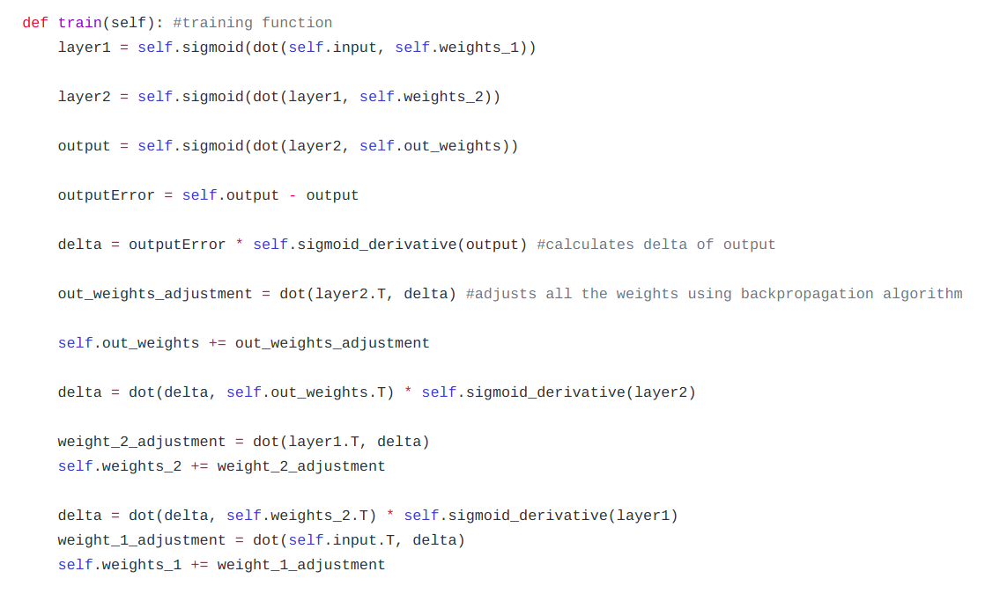 def train(self): #training function
layer1 = self.sigmoid(dot(self.input, self.weights_1))
layer2 = self.sigmoid(dot(layer1, self.weights_2))
output = self.sigmoid(dot(layer2, self.out_weights))
outputError = self.output - output
delta = outputError * self.sigmoid_derivative(output) #calculates delta of output
out_weights_adjustment = dot(layer2.T, delta) #adjusts all the weights using backpropagation algorithm
self.out_weights += out_weights_adjustment
delta = dot(delta, self.out_weights.T) * self.sigmoid_derivative(layer2)
weight_2_adjustment = dot(layer1.T, delta)
self.weights_2 += weight_2_adjustment
delta = dot(delta, self.weights_2.T) * self.sigmoid_derivative(layer1)
weight_1_adjustment = dot(self.input.T, delta)
self.weights_1 += weight_1_adjustment